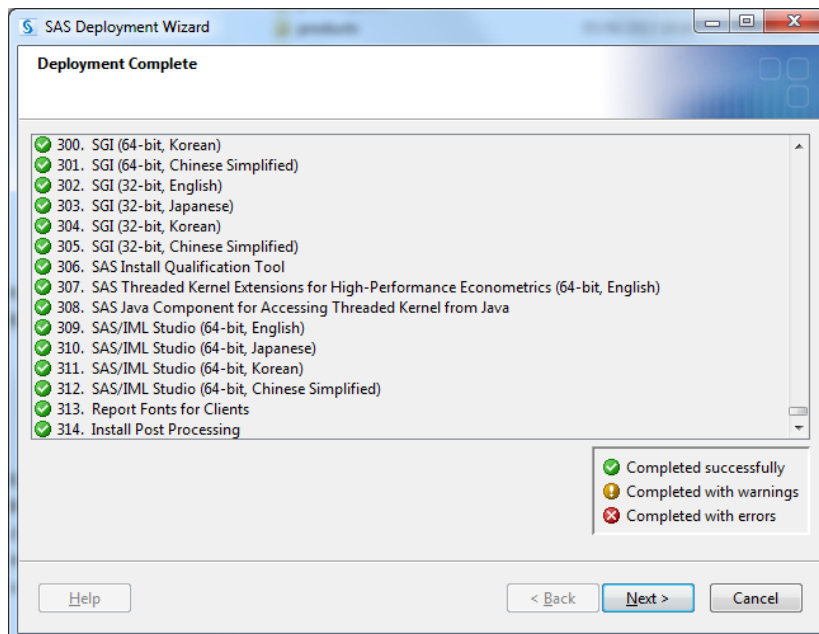 SAS Deployment Wizard
products
Deployment Complete
300. SGI (64-bit, Korean)
301. SGI (64-bit, Chinese Simplified)
302. SGI (32-bit, English)
303. SGI (32-bit, Japanese)
304. SGI (32-bit, Korean)
305. SGI (32-bit, Chinese Simplified)
306. SAS Install Qualification Tool
307. SAS Threaded Kernel Extensions for High-Performance Econometrics (64-bit, English)
308. SAS Java Component for Accessing Threaded Kernel from Java
309. SAS/IML Studio (64-bit, English)
310. SAS/IML Studio (64-bit, Japanese)
311. SAS/IML Studio (64-bit, Korean)
312. SAS/IML Studio (64-bit, Chinese Simplified)
313. Report Fonts for Clients
314. Install Post Processing
Completed successfully
Completed with warnings
Completed with errors
Help
< Back
Next >
Cancel